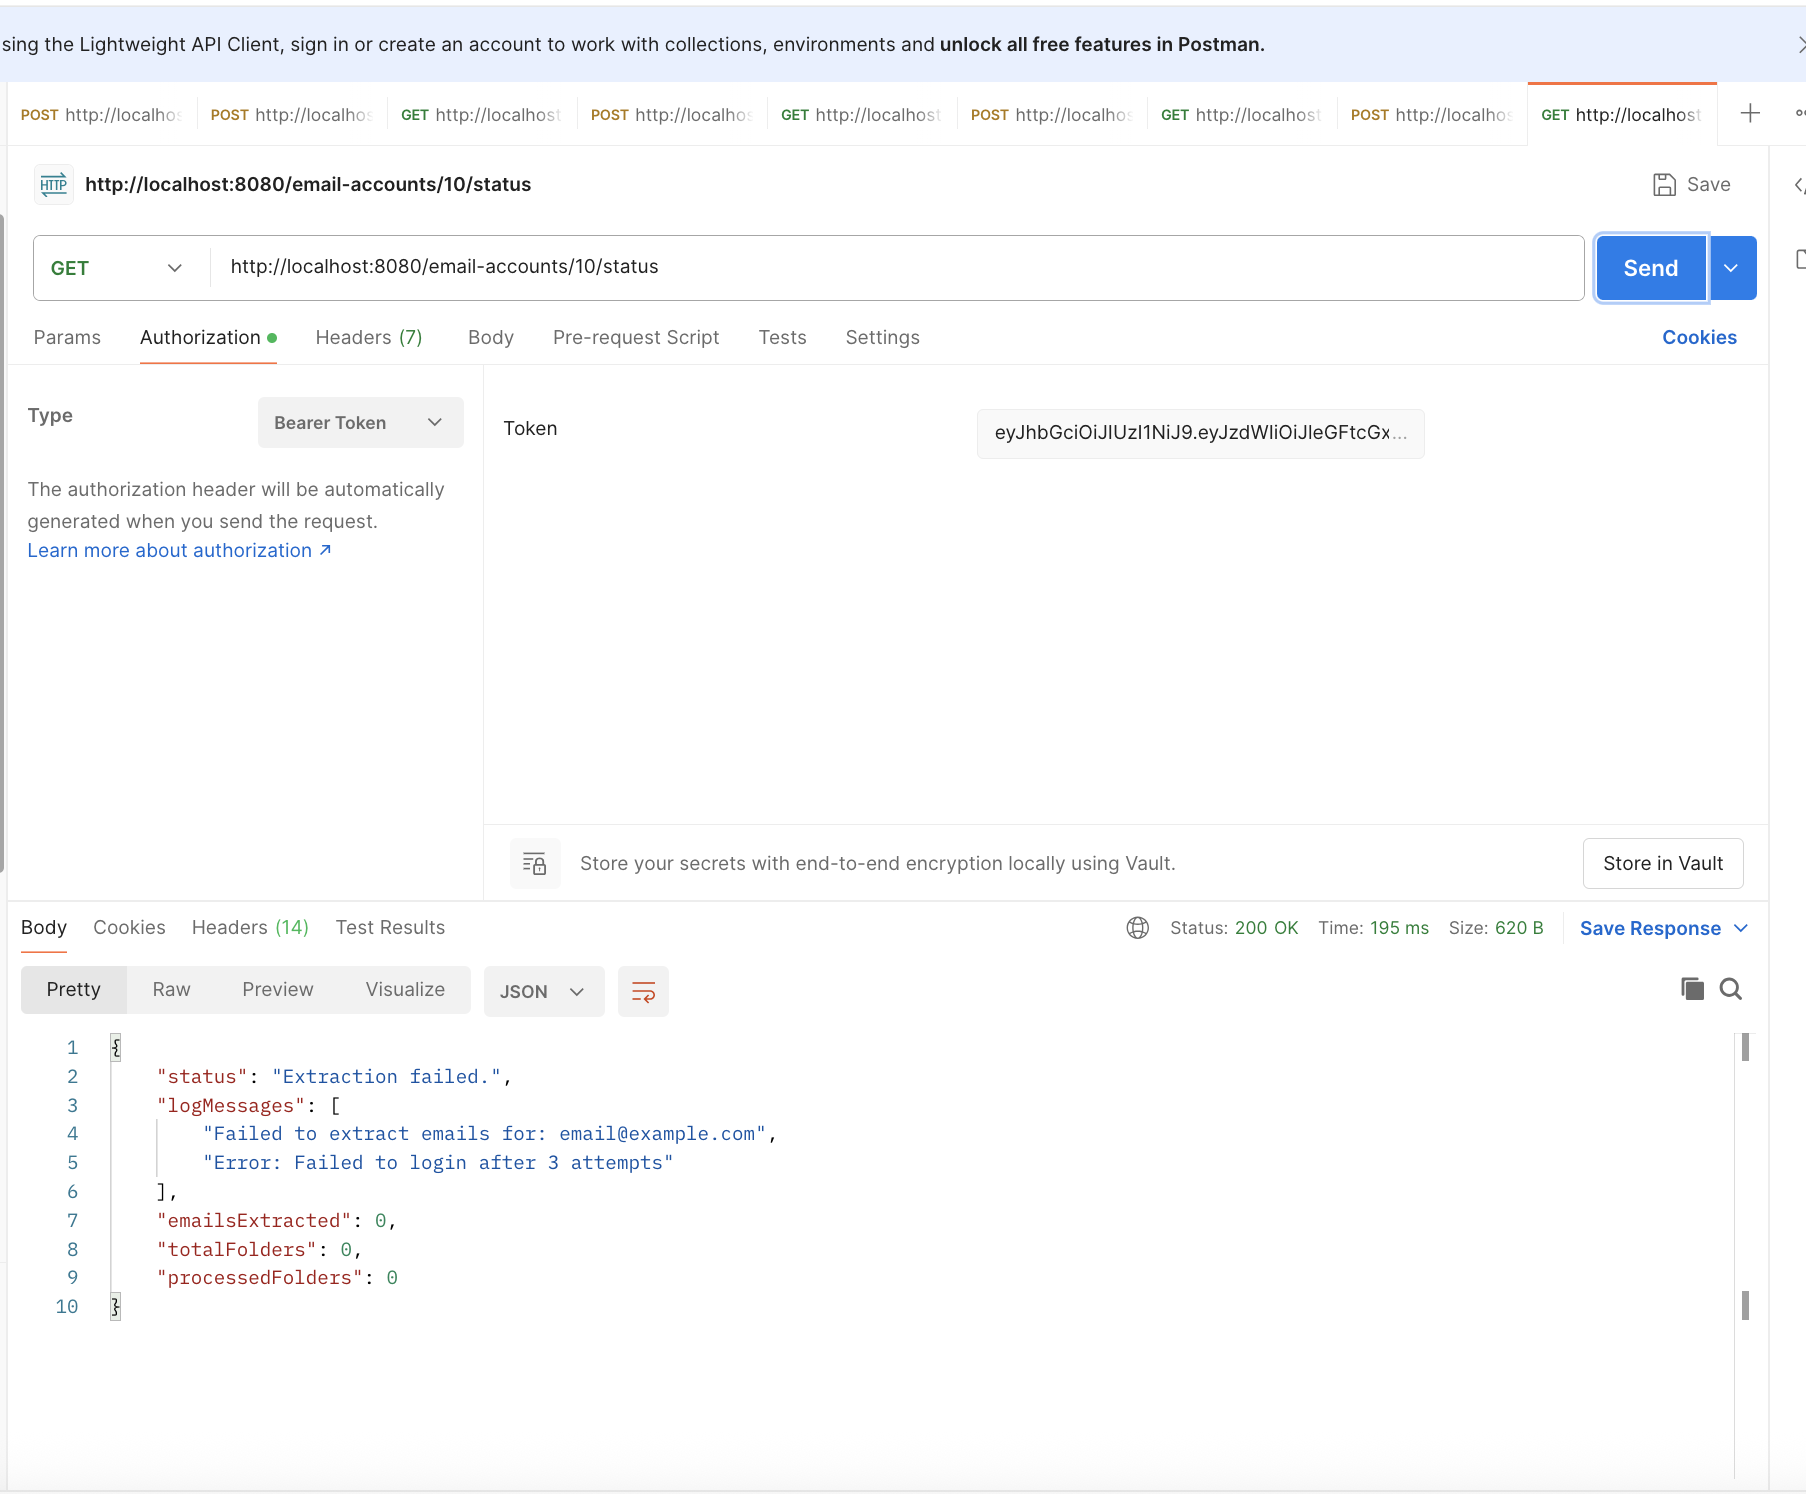 sing the Lightweight API Client, sign in or create an account to work with collections, environments and unlock all free features in Postman.
POST http://localhos
POST http://localhos
GET http://localhost
POST http://localhos
GET http://localhost
POST http://localhos
GET http://localhost
POST http://localhos
GET http://localhost
HTTP http://localhost:8080/email-accounts/10/status
Save
GET http://localhost:8080/email-accounts/10/status
Send
Params Authorization Headers (7) Body Pre-request Script Tests Settings Cookies
Type
Bearer Token
The authorization header will be automatically
generated when you send the request.
Learn more about authorization ↗
Token
eyJhbGciOiJIUzI1NiJ9.eyJzdWIiOiJleGFtcGx...
Store your secrets with end-to-end encryption locally using Vault.
Store in Vault
Body Cookies Headers (14) Test Results
Status: 200 OK Time: 195 ms Size: 620 B Save Response
Pretty Raw Preview Visualize JSON
1 {
2 "status": "Extraction failed.",
3 "logMessages": [
4 "Failed to extract emails for: email@example.com",
5 "Error: Failed to login after 3 attempts"
6 ],
7 "emailsExtracted": 0,
8 "totalFolders": 0,
9 "processedFolders": 0
10 }